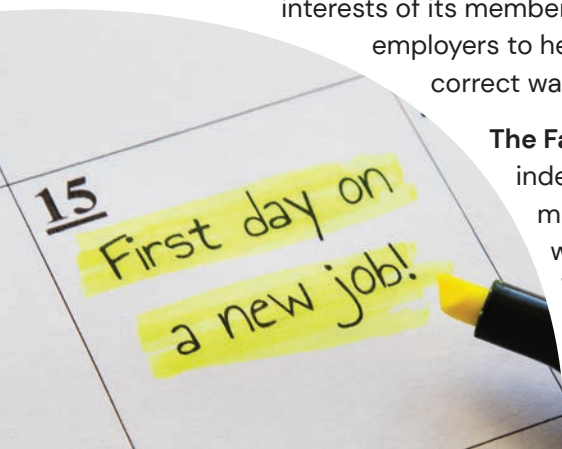 interests of its
employers to
correct
The
15
First day on
a new job!